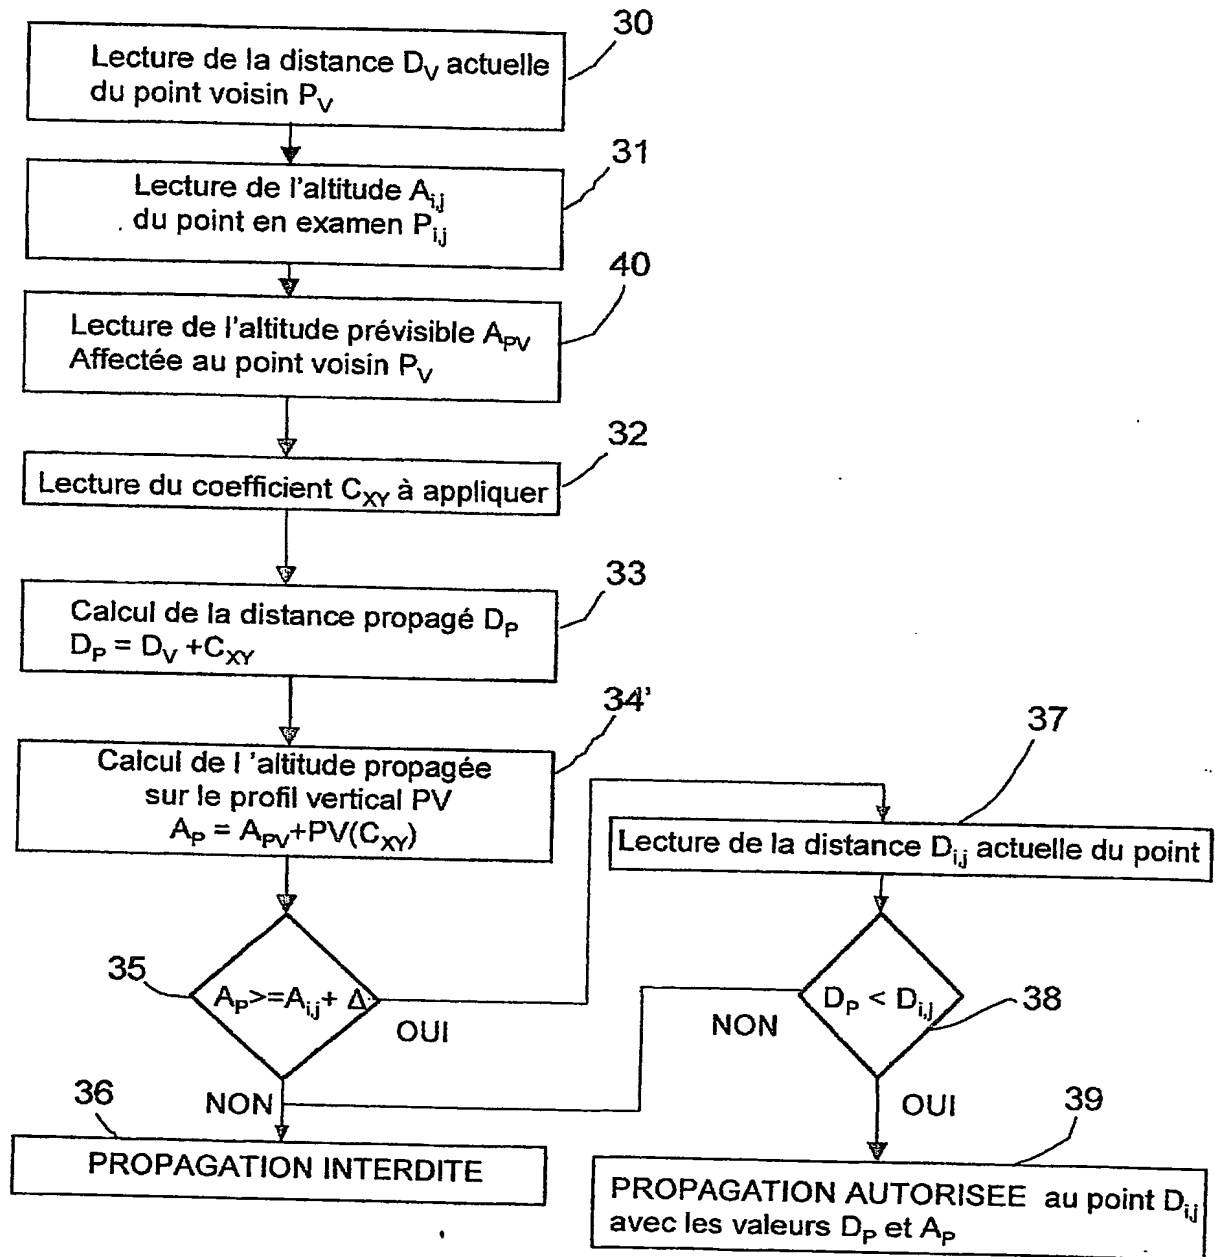 30
Lecture de la distance D_V actuelle
du point voisin P_V
31
Lecture de l'altitude A_i,j
du point en examen P_i,j
40
Lecture de l'altitude prévisible A_PV
Affectée au point voisin P_V
32
Lecture du coefficient C_XY à appliquer
33
Calcul de la distance propagé D_P
D_P = D_V +C_XY
34'
Calcul de l 'altitude propagée
sur le profil vertical PV
A_P = A_PV+PV(C_XY)
37
Lecture de la distance D_i,j actuelle du point
35
A_P>=A_i,j+ Δ
OUI
NON
D_P < D_i,j
38
NON
OUI
36
PROPAGATION INTERDITE
39
PROPAGATION AUTORISEE au point D_i,j
avec les valeurs D_P et A_P